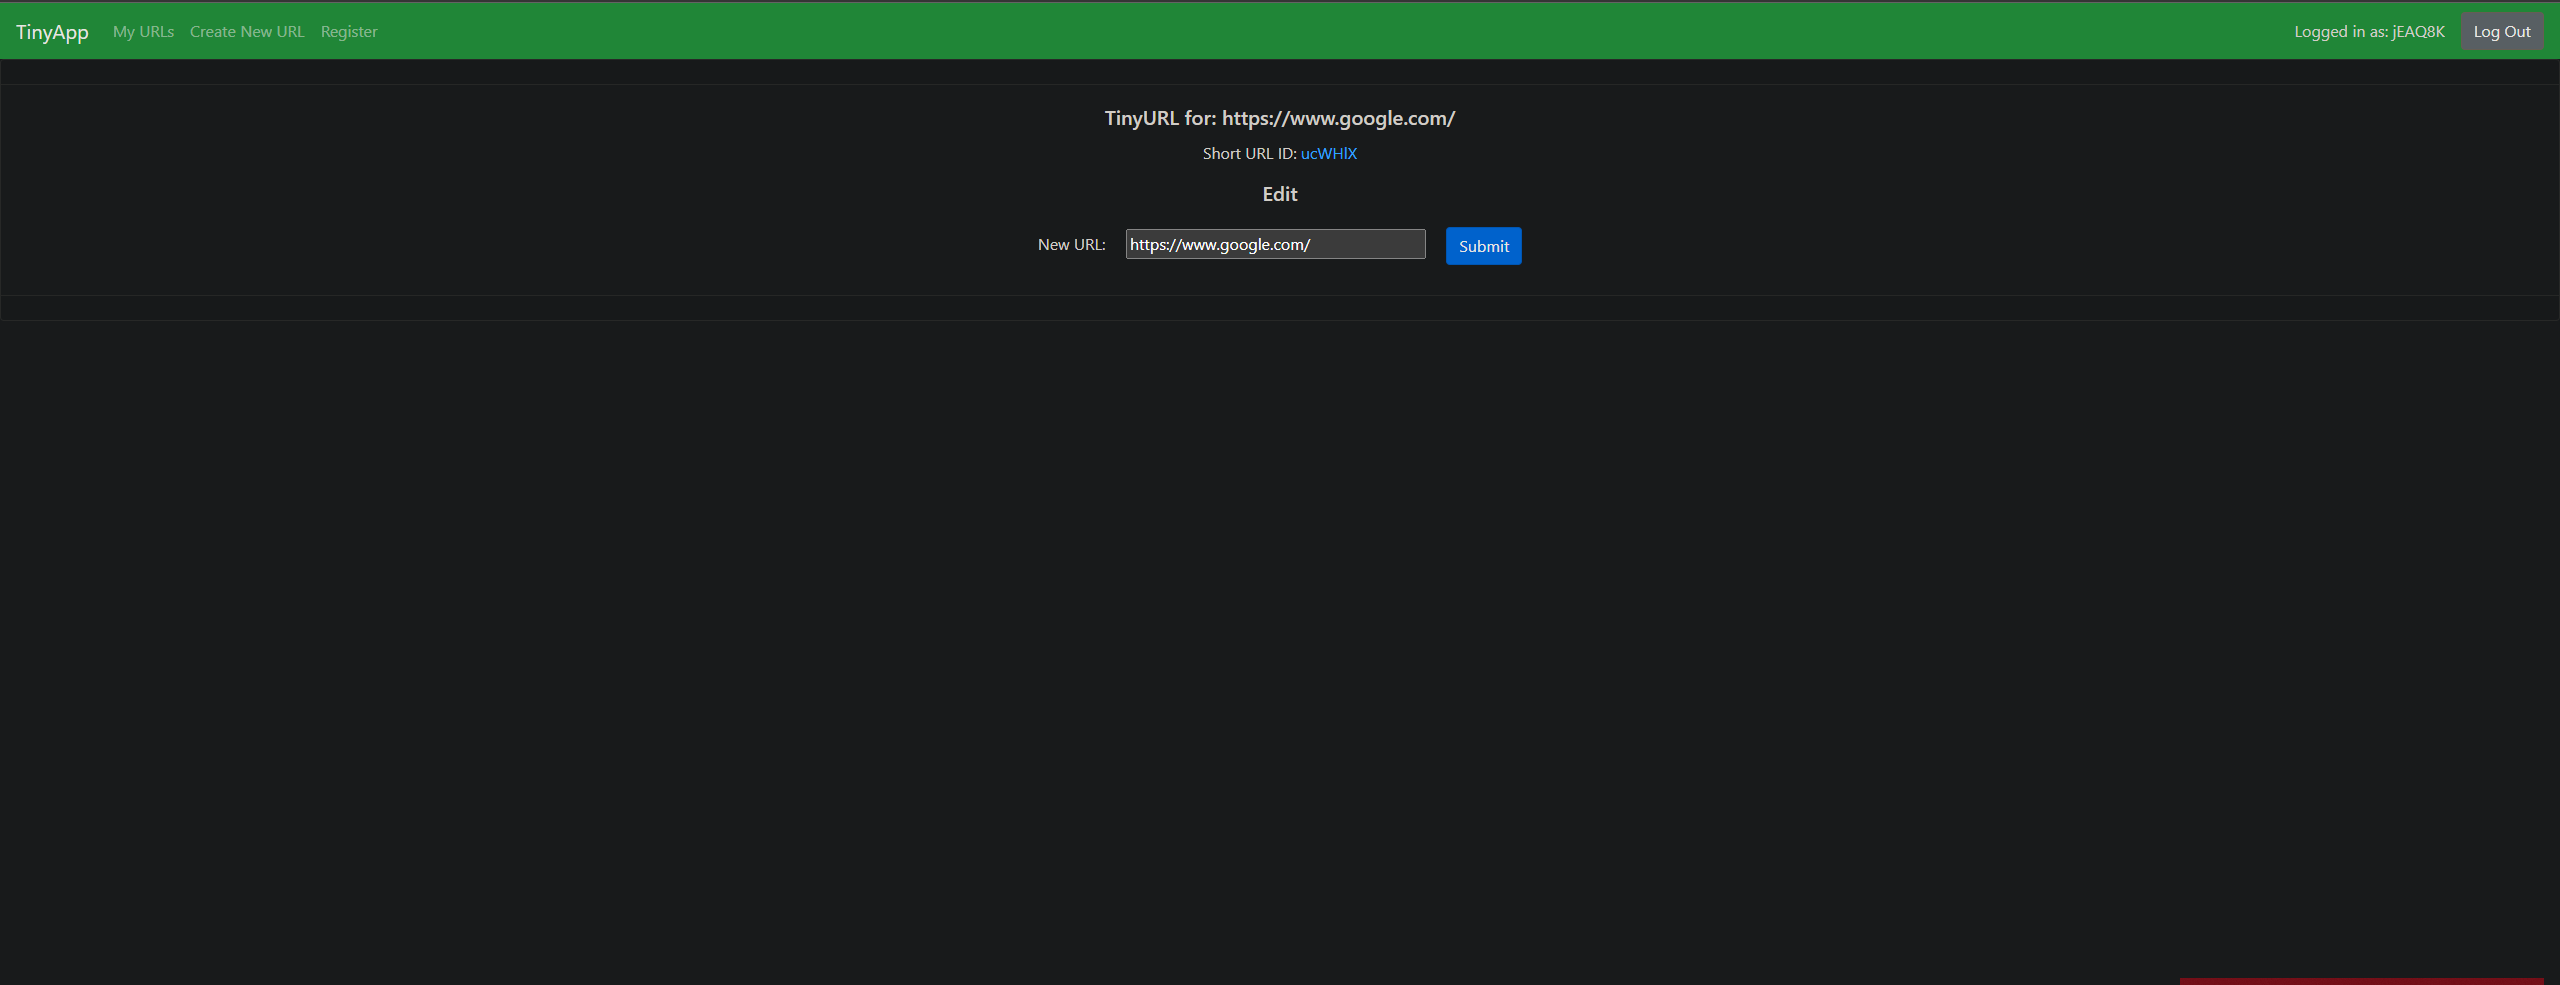 TinyApp My URLs Create New URL Register Logged in as: jEAQ8K Log Out
TinyURL for: https://www.google.com/
Short URL ID: ucWHlX
Edit
New URL: https://www.google.com/ Submit